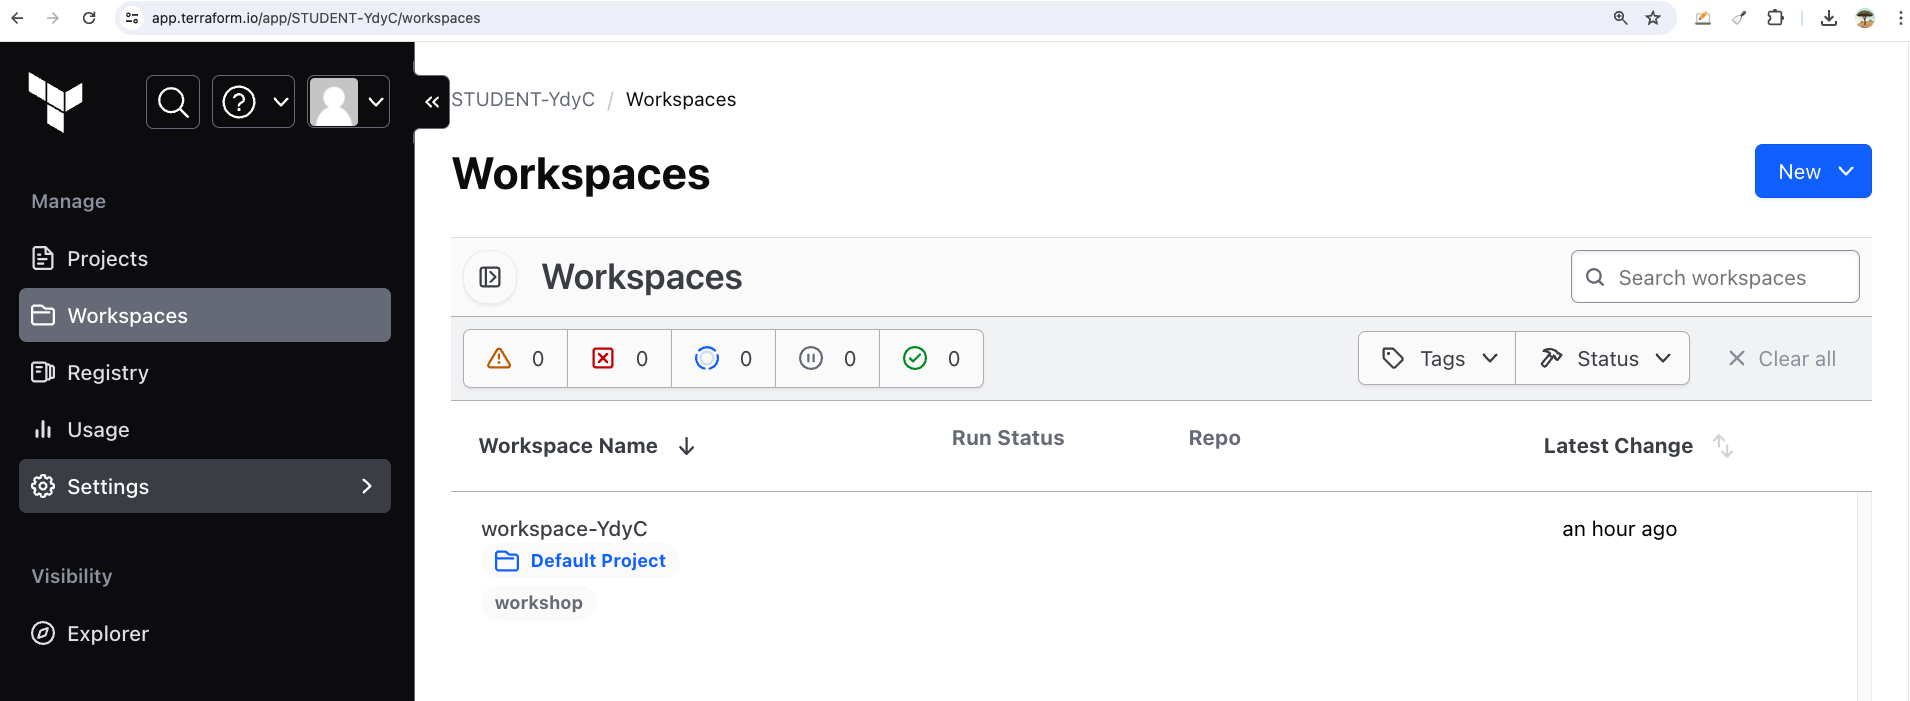 app.terraform.io/app/STUDENT-YdyC/workspaces
STUDENT-YdyC / Workspaces
Workspaces
New
Manage
Projects
Workspaces
Registry
Usage
Settings
Visibility
Explorer
Workspaces
Search workspaces
0 0 0 0 0
Tags Status Clear all
Workspace Name Run Status Repo Latest Change
workspace-YdyC an hour ago
Default Project
workshop